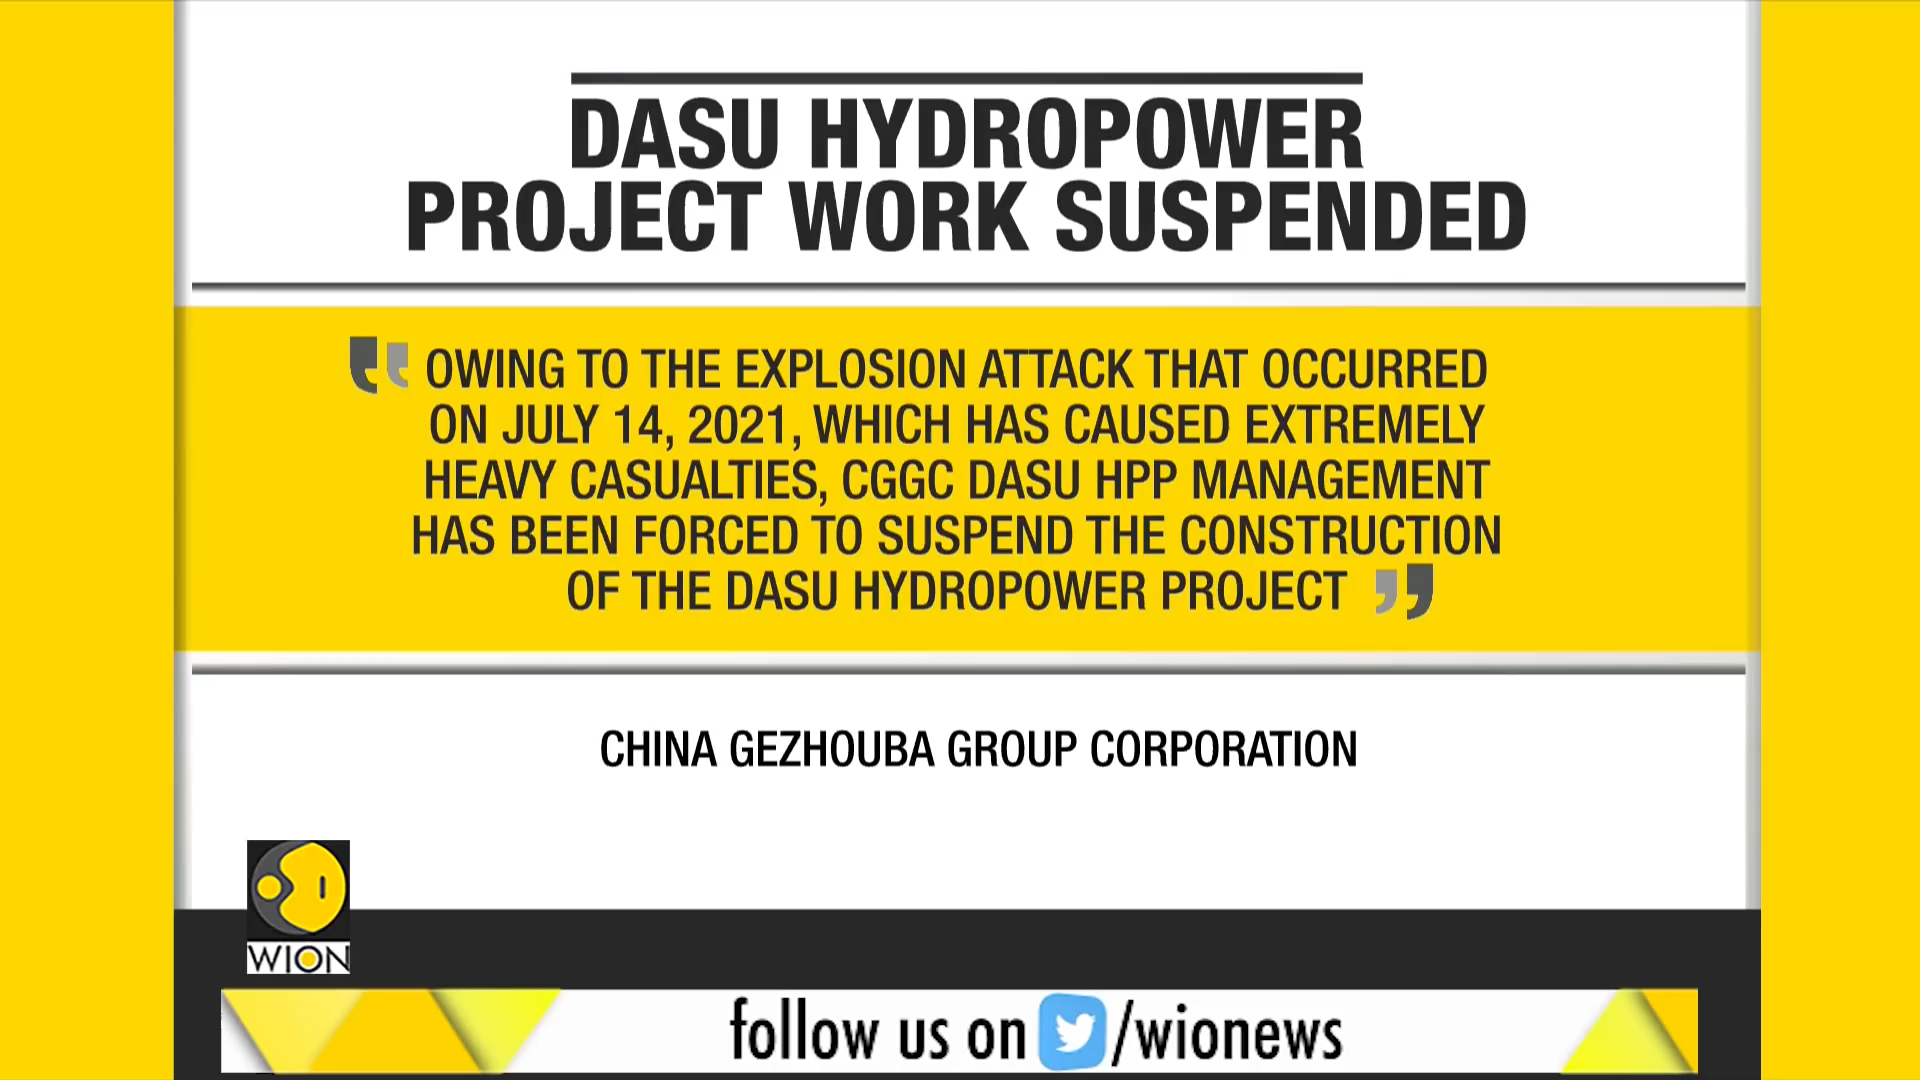 DASU HYDROPOWER
PROJECT WORK SUSPENDED
"OWING TO THE EXPLOSION ATTACK THAT OCCURRED
ON JULY 14, 2021, WHICH HAS CAUSED EXTREMELY
HEAVY CASUALTIES, CGGC DASU HPP MANAGEMENT
HAS BEEN FORCED TO SUSPEND THE CONSTRUCTION
OF THE DASU HYDROPOWER PROJECT"
CHINA GEZHOUBA GROUP CORPORATION
WION
follow us on /wionews